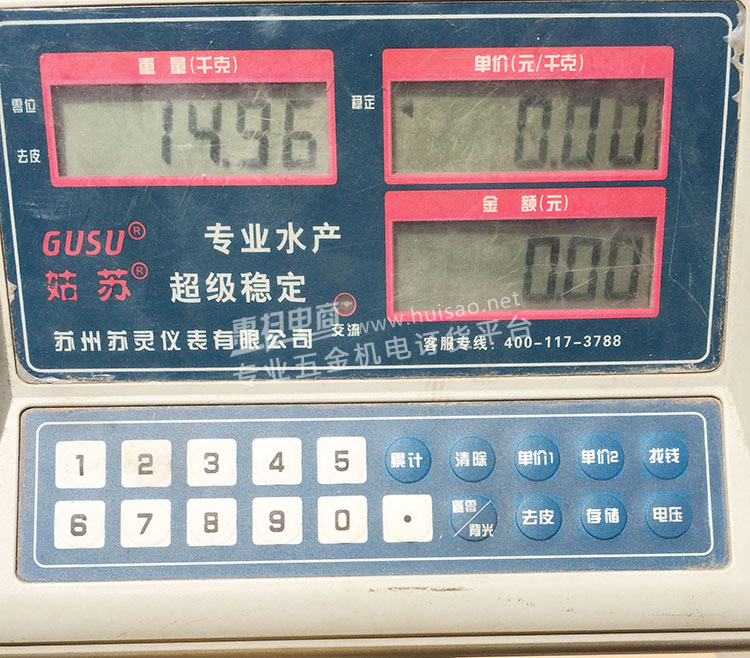 重量(千克)
单价(元/千克)
零位
去皮
14.96
稳定
0.00
金额(元)
000
GUSU®
姑苏®
专业水产
超级稳定
交流
苏州苏灵仪表有限公司
客服专线: 400-117-3788
惠扫电商 www.huisao.net
专业五金机电订货平台
1 2 3 4 5 累计 清除 单价1 单价2 找钱
6 7 8 9 0 . 置零/背光 去皮 存储 电压